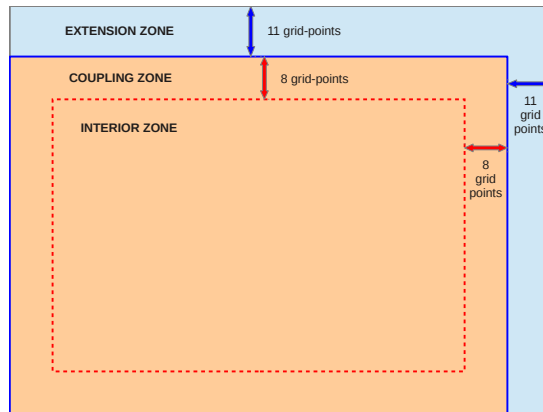 EXTENSION ZONE
11 grid-points
COUPLING ZONE
8 grid-points
INTERIOR ZONE
11
grid
points
8
grid
points